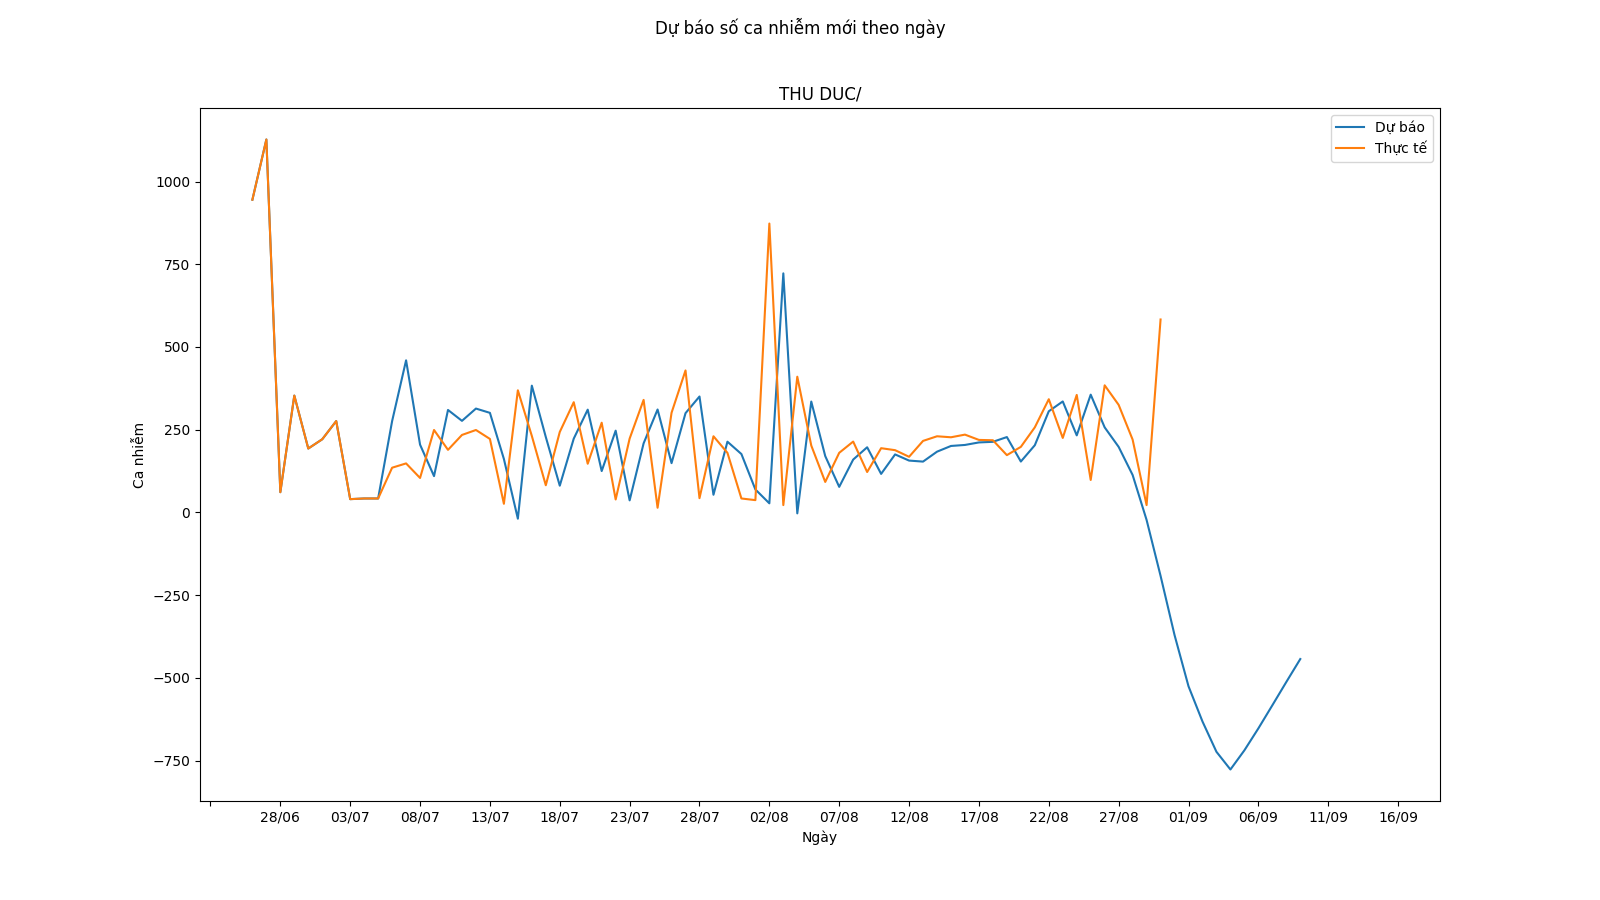 Dự báo số ca nhiễm mới theo ngày
THU DUC/
Dự báo
Thực tế
1000
750
500
250
0
−250
−500
−750
Ca nhiễm
28/06 03/07 08/07 13/07 18/07 23/07 28/07 02/08 07/08 12/08 17/08 22/08 27/08 01/09 06/09 11/09 16/09
Ngày